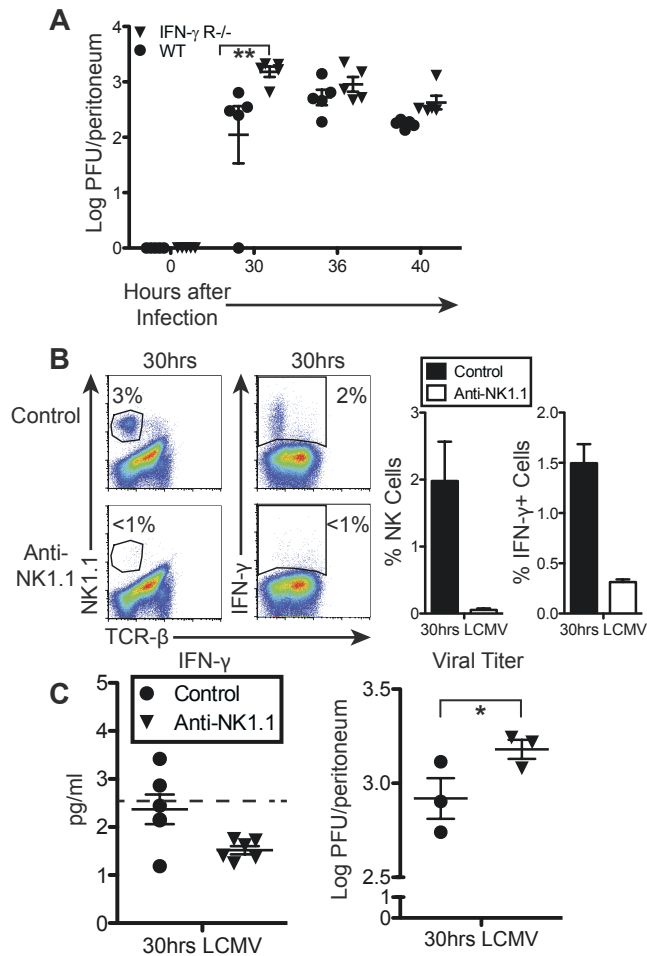 A
IFN-γ R-/-
WT
**
Log PFU/peritoneum
4
3
2
1
0
0 30 36 40
Hours after
Infection
B
30hrs 30hrs
Control
3%
2%
Anti-
NK1.1
<1%
<1%
NK1.1
IFN-γ
TCR-β
Control
Anti-NK1.1
% NK Cells
3
2
1
0
30hrs LCMV
% IFN-γ+ Cells
2.0
1.5
1.0
0.5
0.0
30hrs LCMV
C
IFN-γ
Control
Anti-NK1.1
pg/ml
5
4
3
2
1
0
30hrs LCMV
Viral Titer
*
Log PFU/peritoneum
3.5
3.0
2.5
1
0
30hrs LCMV